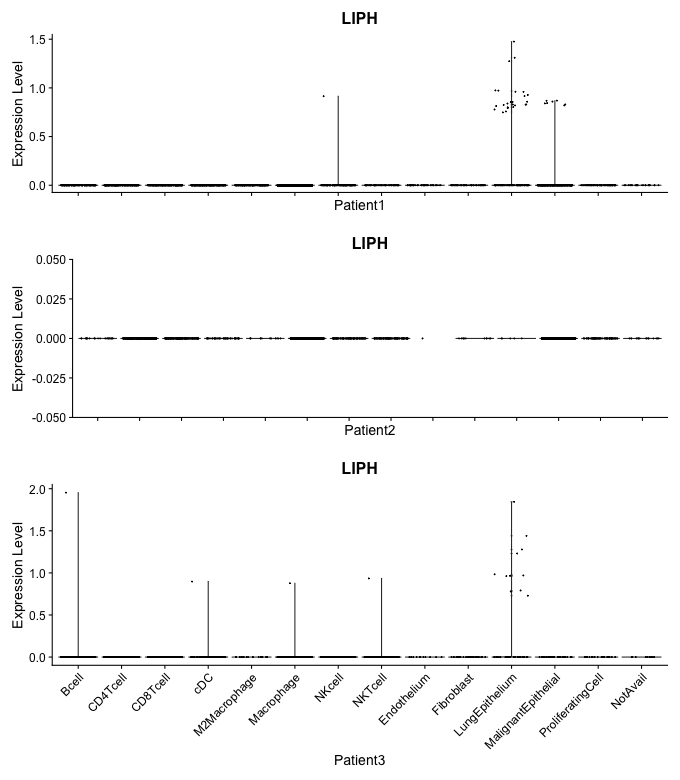 LIPH
Expression Level
1.5
1.0
0.5
0.0
Patient1
LIPH
Expression Level
0.050
0.025
0.000
-0.025
-0.050
Patient2
LIPH
Expression Level
2.0
1.5
1.0
0.5
0.0
Bcell
CD4Tcell
CD8Tcell
cDC
M2Macrophage
Macrophage
NKcell
NKTcell
Endothelium
Fibroblast
LungEpithelium
MalignantEpithelial
ProliferatingCell
NotAvail
Patient3